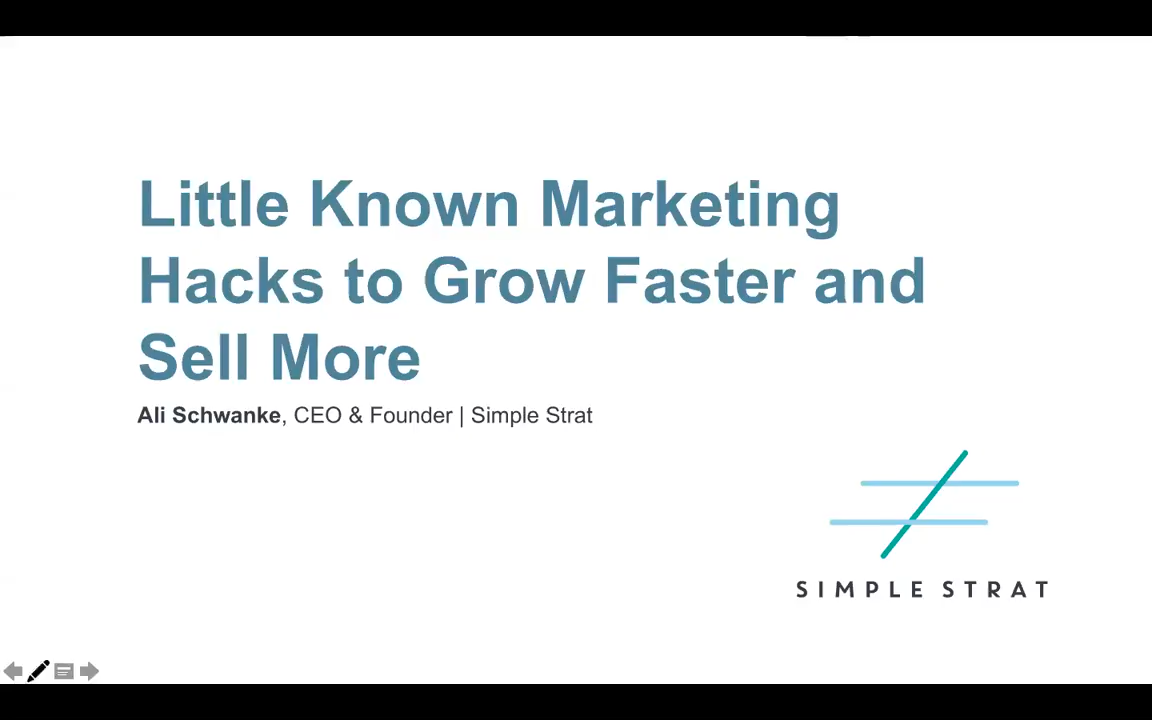 Little Known Marketing
Hacks to Grow Faster and
Sell More
Ali Schwanke, CEO & Founder | Simple Strat
SIMPLE STRAT